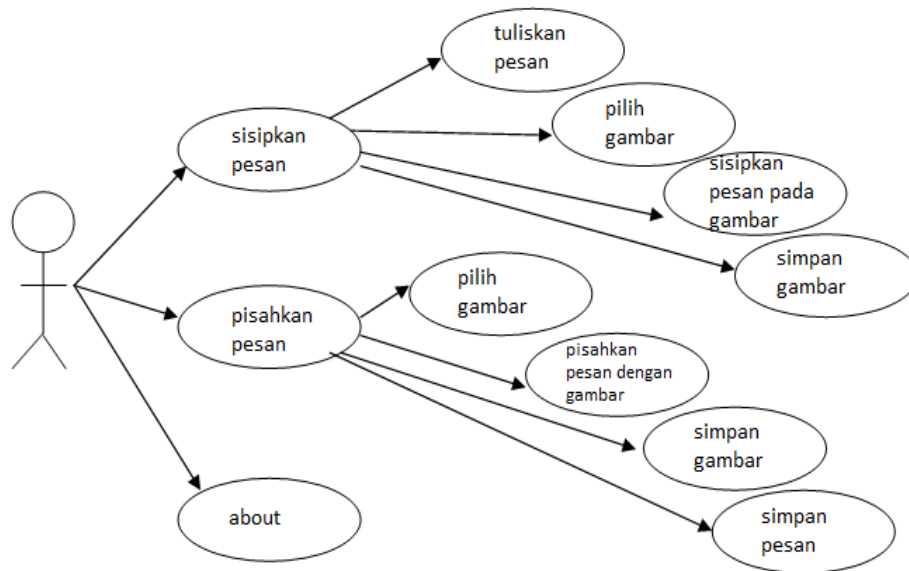 tuliskan
pesan
pilih
gambar
sisipkan
pesan
sisipkan
pesan pada
gambar
simpan
gambar
pilih
gambar
pisahkan
pesan
pisahkan
pesan dengan
gambar
simpan
gambar
about
simpan
pesan